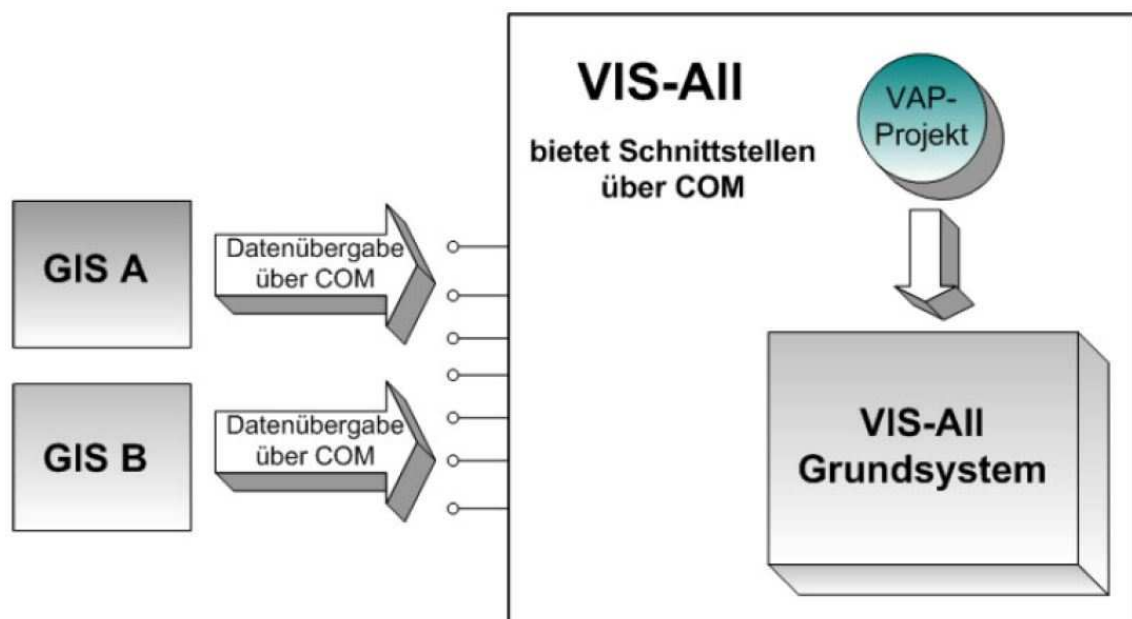 VIS-All
bietet Schnittstellen
über COM
VAP-
Projekt
GIS A
Datenübergabe
über COM
GIS B
Datenübergabe
über COM
VIS-All
Grundsystem